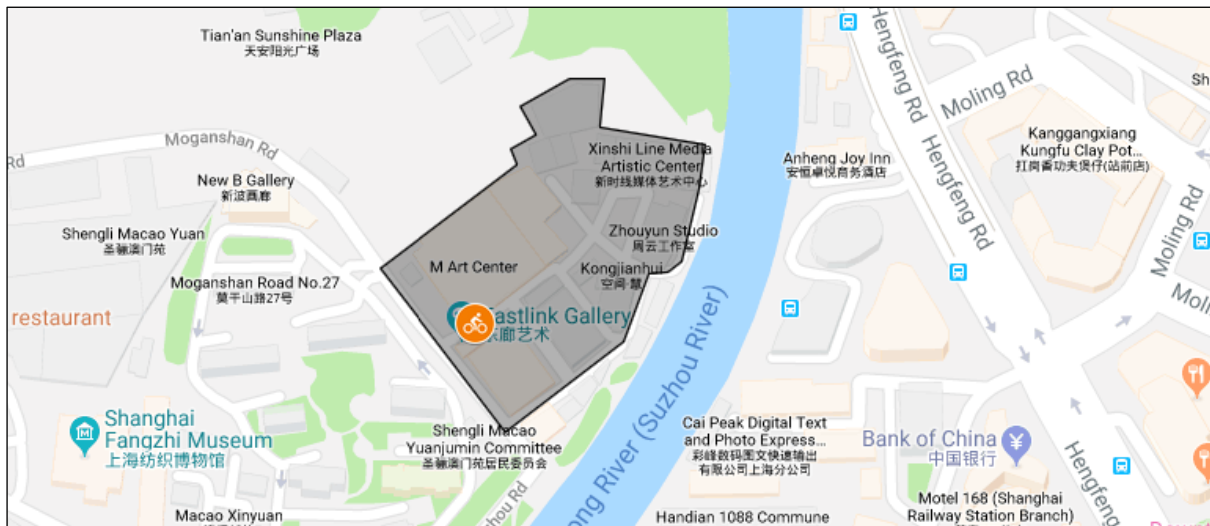 Tian'an Sunshine Plaza
天安阳光广场
Moganshan Rd
Rd
New B Gallery
新波画廊
Shengli Macao Yuan
圣骊澳门苑
Moganshan Road No.27
莫干山路27号
restaurant
Shanghai
Fangzhi Museum
上海纺织博物馆
Macao Xinyuan
M Art Center
Eastlink Gallery
东廊艺术
Xinshi Line Media
Artistic Center
新时线媒体艺术中心
Zhouyun Studio
周云工作室
Kongjianhui
空间·慧
Shengli Macao
Yuanjumin Committee
圣骊澳门苑居民委员会
zhou Rd
ong River (Suzhou River)
Hengfeng Rd
Hengfeng Rd
Moling Rd
Sh
Kanggangxiang
Kungfu Clay Pot...
扛岗香功夫煲仔(站前店)
Anheng Joy Inn
安恒卓悦商务酒店
Moling Rd
Moli
Cai Peak Digital Text
and Photo Express...
彩峰数码图文快速输出
有限公司上海分公司
Bank of China
中国银行
¥
Hengfeng
Motel 168 (Shanghai
Railway Station Branch)
Handian 1088 Commune